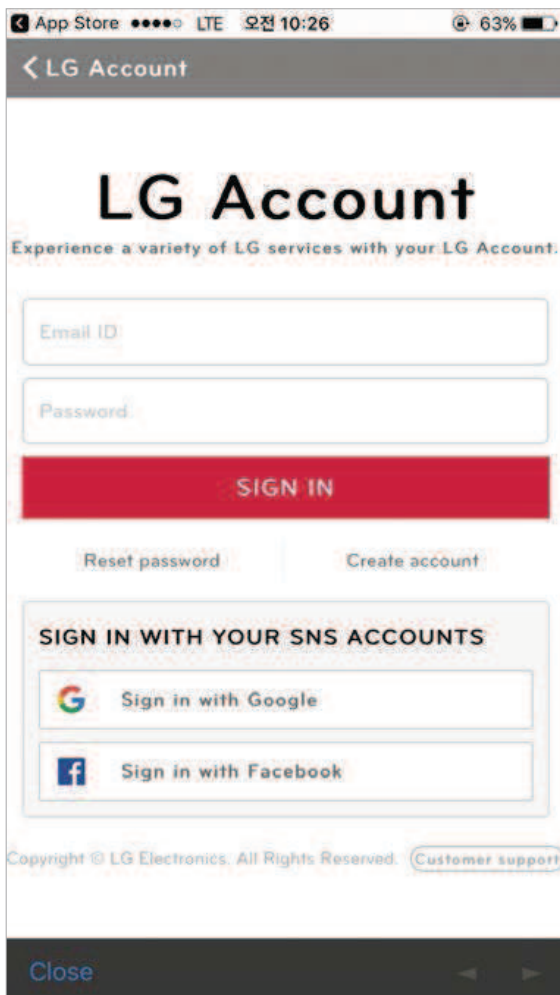 App Store LTE 오전 10:26 63%
LG Account
LG Account
Experience a variety of LG services with your LG Account.
Email ID
Password
SIGN IN
Reset password Create account
SIGN IN WITH YOUR SNS ACCOUNTS
Sign in with Google
Sign in with Facebook
Copyright © LG Electronics. All Rights Reserved. Customer support
Close